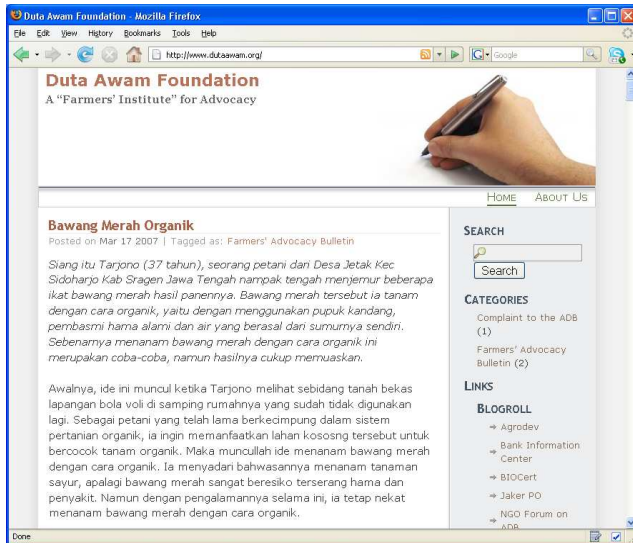 Duta Awam Foundation - Mozilla Firefox
File Edit View History Bookmarks Tools Help
http://www.dutaawam.org/
G Google
Duta Awam Foundation
A “Farmers’ Institute” for Advocacy
HOME ABOUT US
Bawang Merah Organik
Posted on Mar 17 2007 | Tagged as: Farmers' Advocacy Bulletin
Siang itu Tarjono (37 tahun), seorang petani dari Desa Jetak Kec
Sidoharjo Kab Sragen Jawa Tengah nampak tengah menjemur beberapa
ikat bawang merah hasil panennya. Bawang merah tersebut ia tanam
dengan cara organik, yaitu dengan menggunakan pupuk kandang,
pembasmi hama alami dan air yang berasal dari sumurnya sendiri.
Sebenarnya menanam bawang merah dengan cara organik ini
merupakan coba-coba, namun hasilnya cukup memuaskan.
Awalnya, ide ini muncul ketika Tarjono melihat sebidang tanah bekas
lapangan bola voli di samping rumahnya yang sudah tidak digunakan
lagi. Sebagai petani yang telah lama berkecimpung dalam sistem
pertanian organik, ia ingin memanfaatkan lahan kososng tersebut untuk
bercocok tanam organik. Maka muncullah ide menanam bawang merah
dengan cara organik. Ia menyadari bahwasannya menanam tanaman
sayur, apalagi bawang merah sangat beresiko terserang hama dan
penyakit. Namun dengan pengalamannya selama ini, ia tetap nekat
menanam bawang merah dengan cara organik.
SEARCH
Search
CATEGORIES
Complaint to the ADB
(1)
Farmers' Advocacy
Bulletin (2)
LINKS
BLOGROLL
Agrodev
Bank Information
Center
BIOCert
Jaker PO
NGO Forum on
ADB
Done